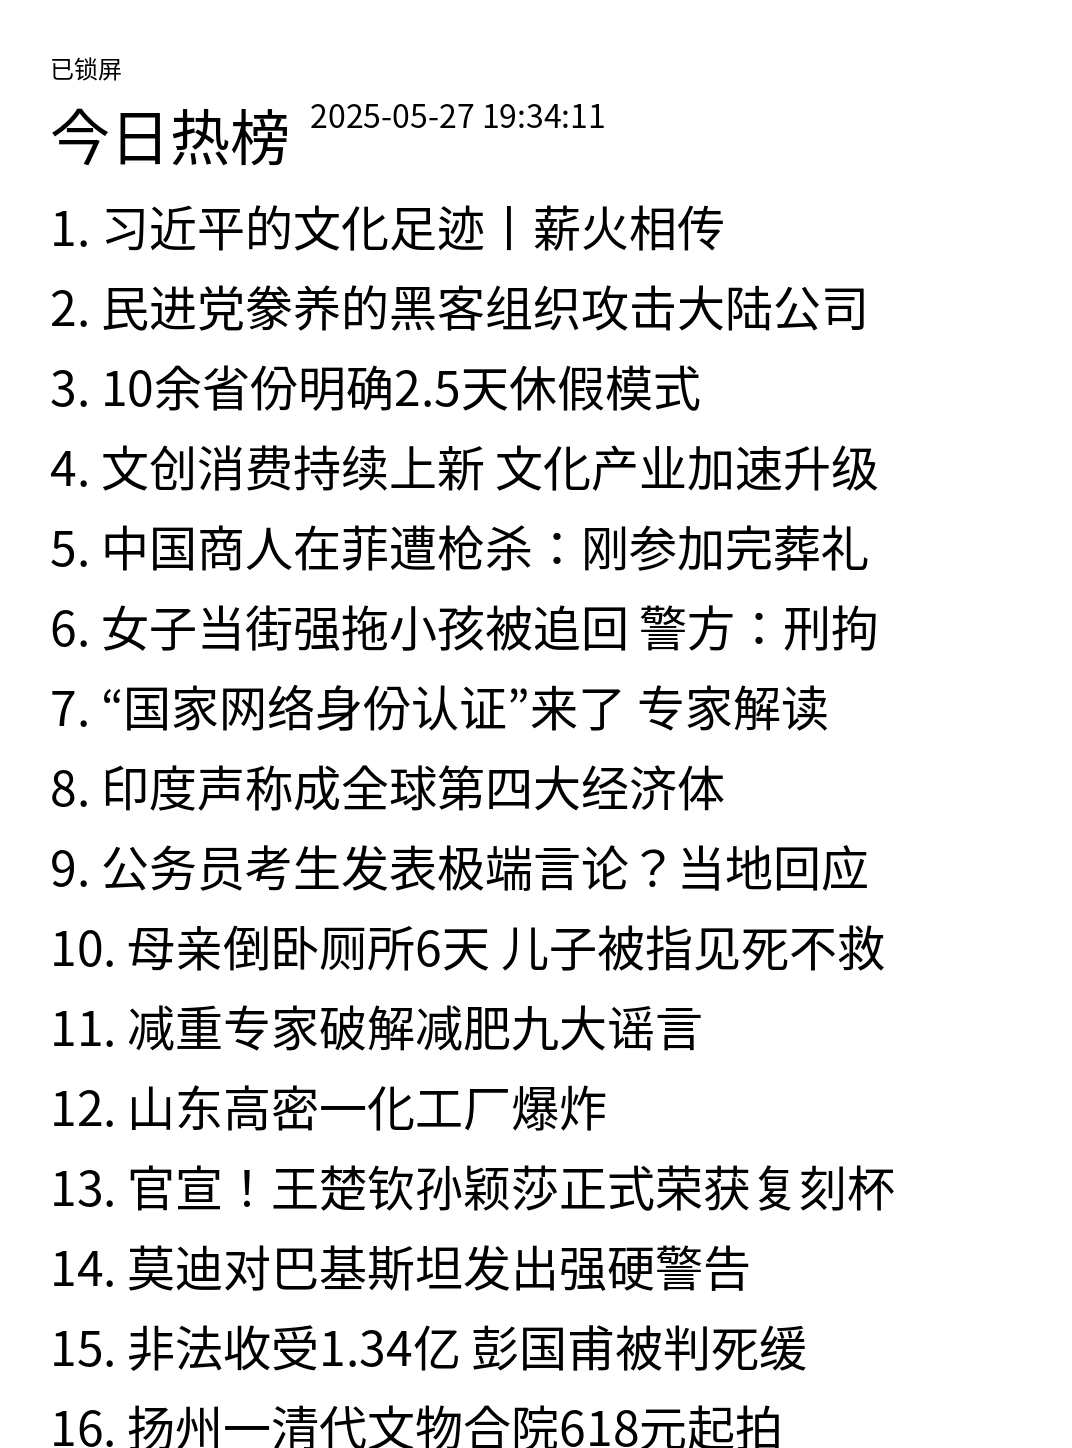 已锁屏
今日热榜 2025-05-27 19:34:11
1. 习近平的文化足迹丨薪火相传
2. 民进党豢养的黑客组织攻击大陆公司
3. 10余省份明确2.5天休假模式
4. 文创消费持续上新 文化产业加速升级
5. 中国商人在菲遭枪杀：刚参加完葬礼
6. 女子当街强拖小孩被追回 警方：刑拘
7. “国家网络身份认证”来了 专家解读
8. 印度声称成全球第四大经济体
9. 公务员考生发表极端言论？当地回应
10. 母亲倒卧厕所6天 儿子被指见死不救
11. 减重专家破解减肥九大谣言
12. 山东高密一化工厂爆炸
13. 官宣！王楚钦孙颖莎正式荣获复刻杯
14. 莫迪对巴基斯坦发出强硬警告
15. 非法收受1.34亿 彭国甫被判死缓
16. 扬州一清代文物合院618元起拍